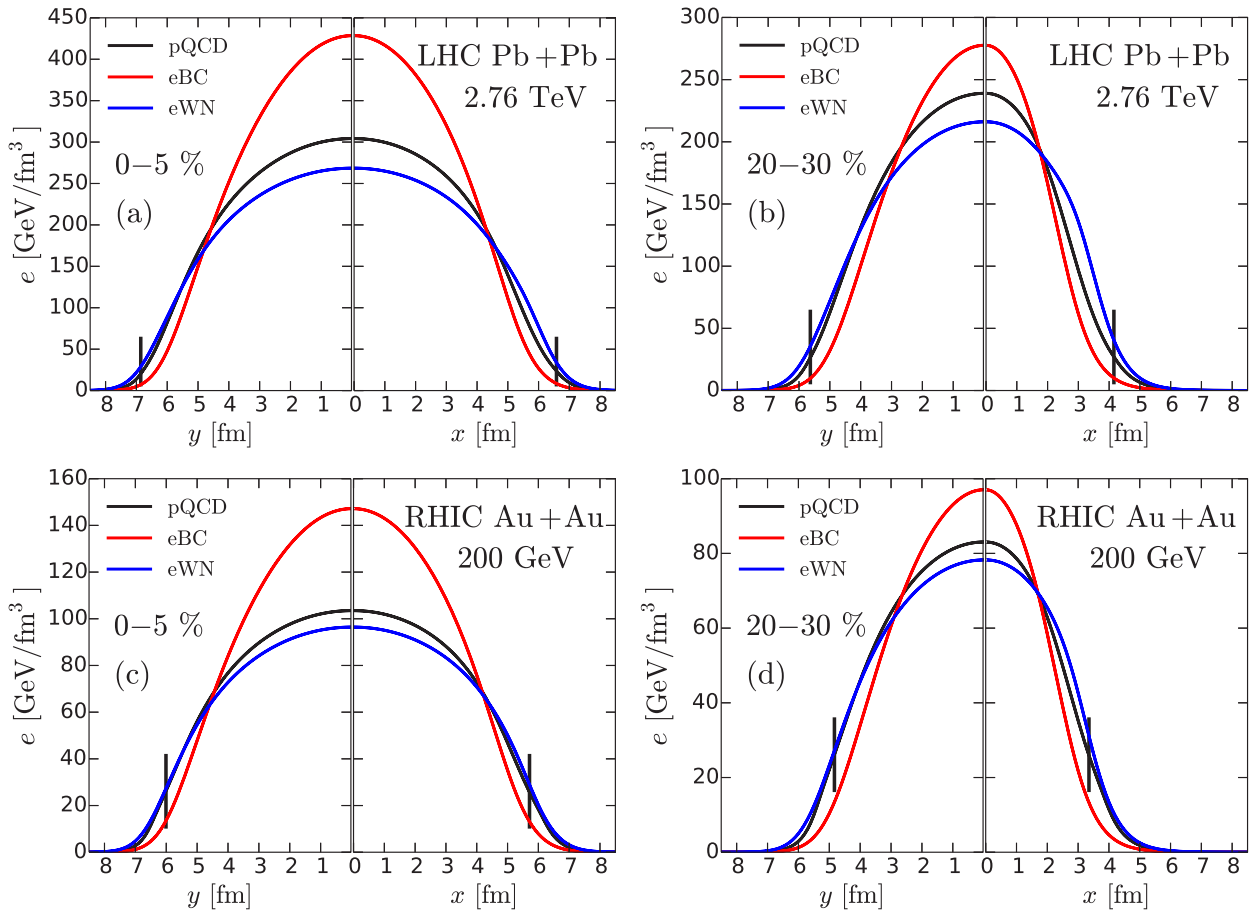 450
400
350
300
250
200
150
100
50
0
e [GeV/fm³]
pQCD
eBC
eWN
LHC Pb+Pb
2.76 TeV
0−5 %
(a)
8 7 6 5 4 3 2 1 0 1 2 3 4 5 6 7 8
y [fm] x [fm]
300
250
200
150
100
50
0
e [GeV/fm³]
pQCD
eBC
eWN
LHC Pb+Pb
2.76 TeV
20−30 %
(b)
8 7 6 5 4 3 2 1 0 1 2 3 4 5 6 7 8
y [fm] x [fm]
160
140
120
100
80
60
40
20
0
e [GeV/fm³]
pQCD
eBC
eWN
RHIC Au+Au
200 GeV
0−5 %
(c)
8 7 6 5 4 3 2 1 0 1 2 3 4 5 6 7 8
y [fm] x [fm]
100
80
60
40
20
0
e [GeV/fm³]
pQCD
eBC
eWN
RHIC Au+Au
200 GeV
20−30 %
(d)
8 7 6 5 4 3 2 1 0 1 2 3 4 5 6 7 8
y [fm] x [fm]